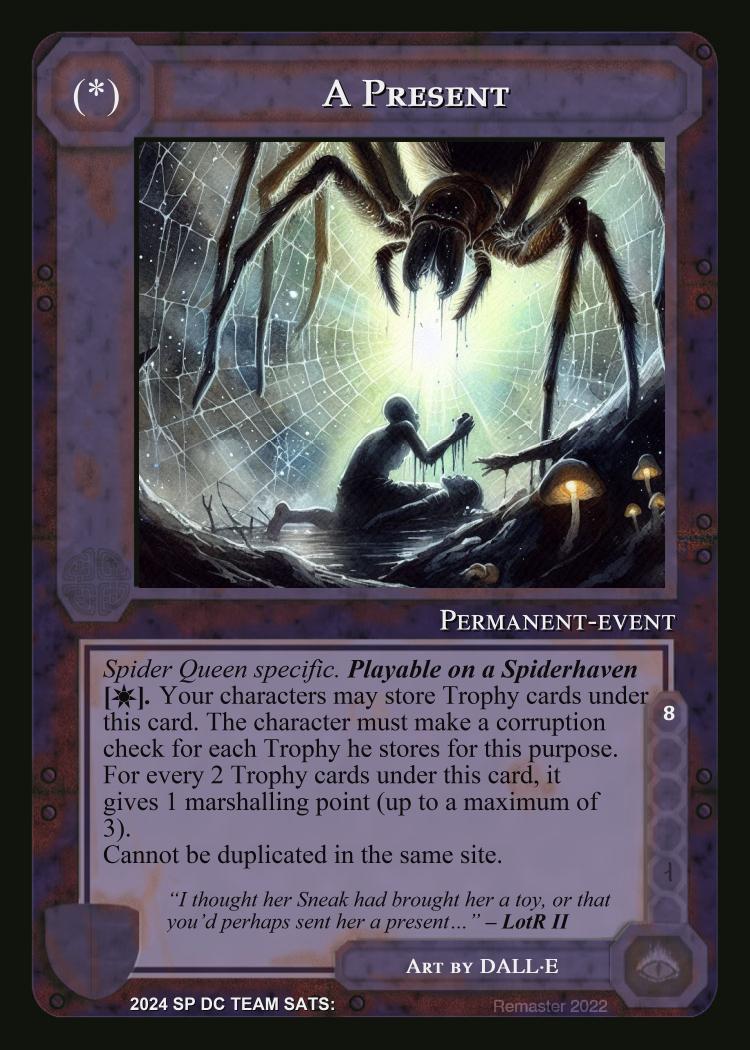 (*)
A Present
Permanent-event
Spider Queen specific. Playable on a Spiderhaven
[✶]. Your characters may store Trophy cards under
this card. The character must make a corruption
check for each Trophy he stores for this purpose.
For every 2 Trophy cards under this card, it
gives 1 marshalling point (up to a maximum of
3).
Cannot be duplicated in the same site.
8
“I thought her Sneak had brought her a toy, or that
you’d perhaps sent her a present…” – LotR II
Art by DALL·E
2024 SP DC TEAM SATS:
Remaster 2022